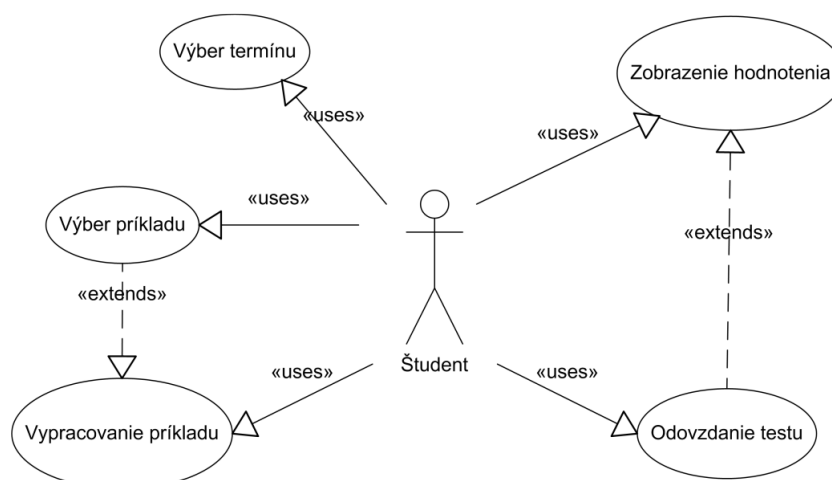 Výber termínu
Zobrazenie hodnotenia
«uses»
«uses»
«uses»
Výber príkladu
«extends»
«extends»
Študent
«uses»
«uses»
Vypracovanie príkladu
Odovzdanie testu